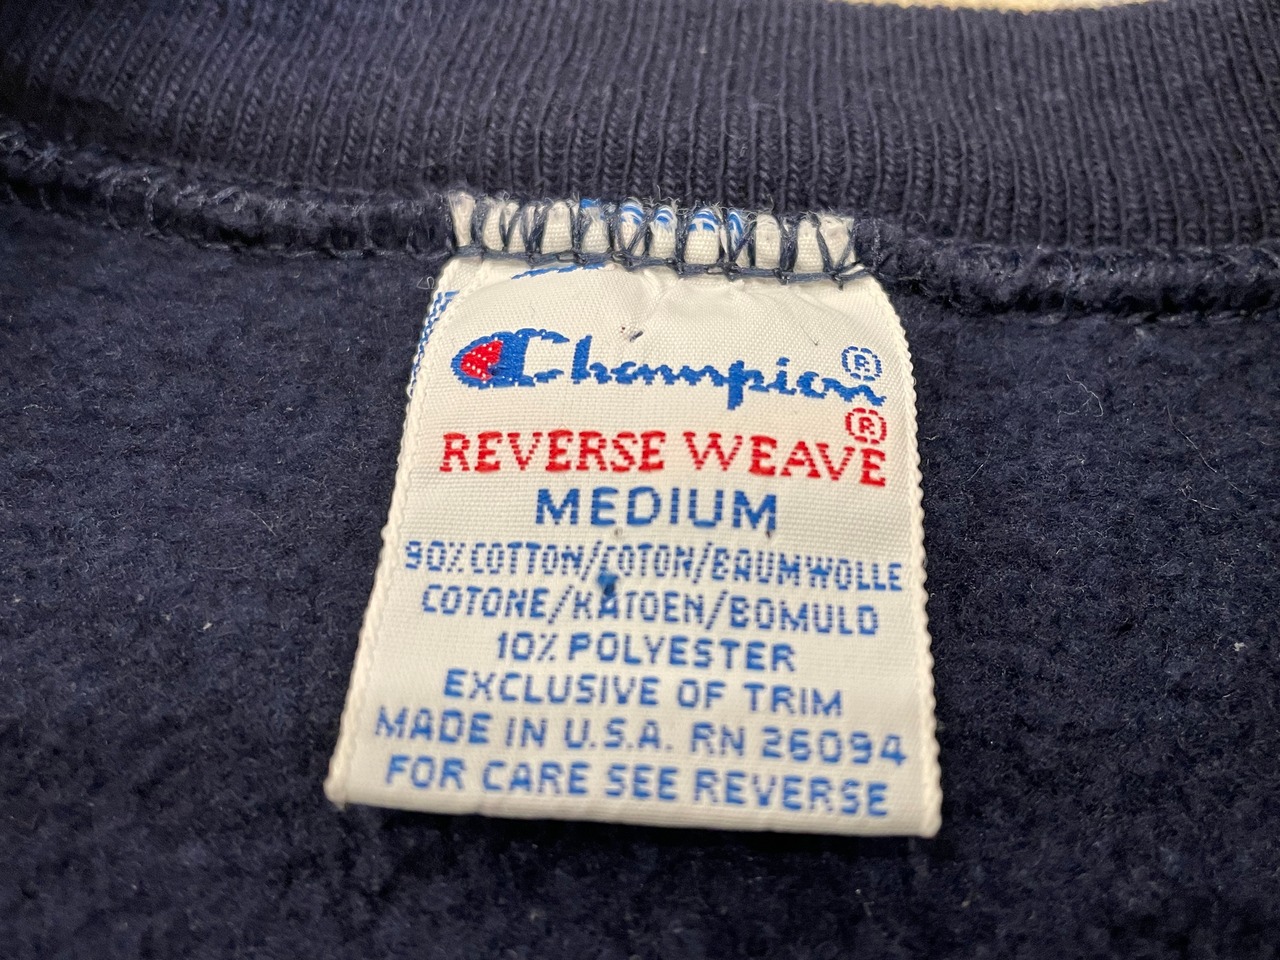 Champion®
REVERSE WEAVE®
MEDIUM
90% COTTON/COTON/BAUMWOLLE
COTONE/KATOEN/BOMULD
10% POLYESTER
EXCLUSIVE OF TRIM
MADE IN U.S.A. RN 26094
FOR CARE SEE REVERSE